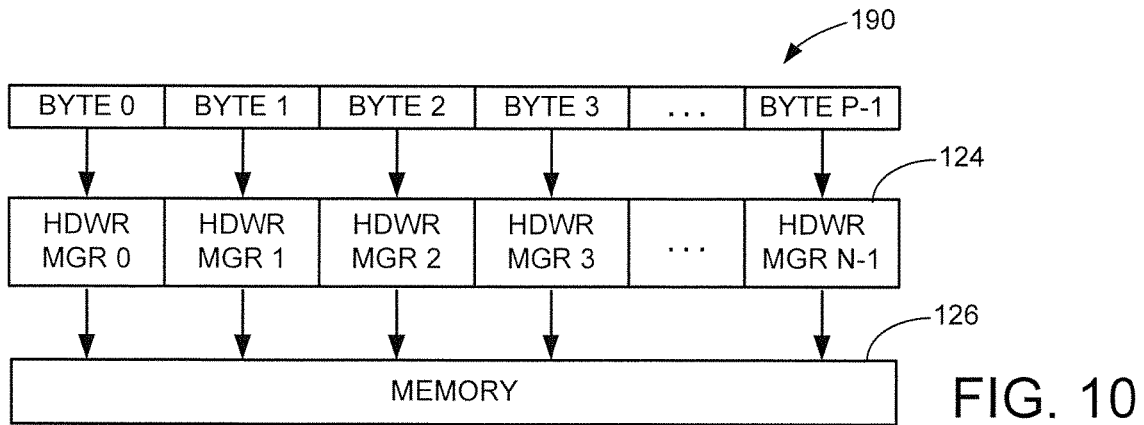 190
BYTE 0 BYTE 1 BYTE 2 BYTE 3 ... BYTE P-1
124
HDWR MGR 0 HDWR MGR 1 HDWR MGR 2 HDWR MGR 3 ... HDWR MGR N-1
126
MEMORY
FIG. 10